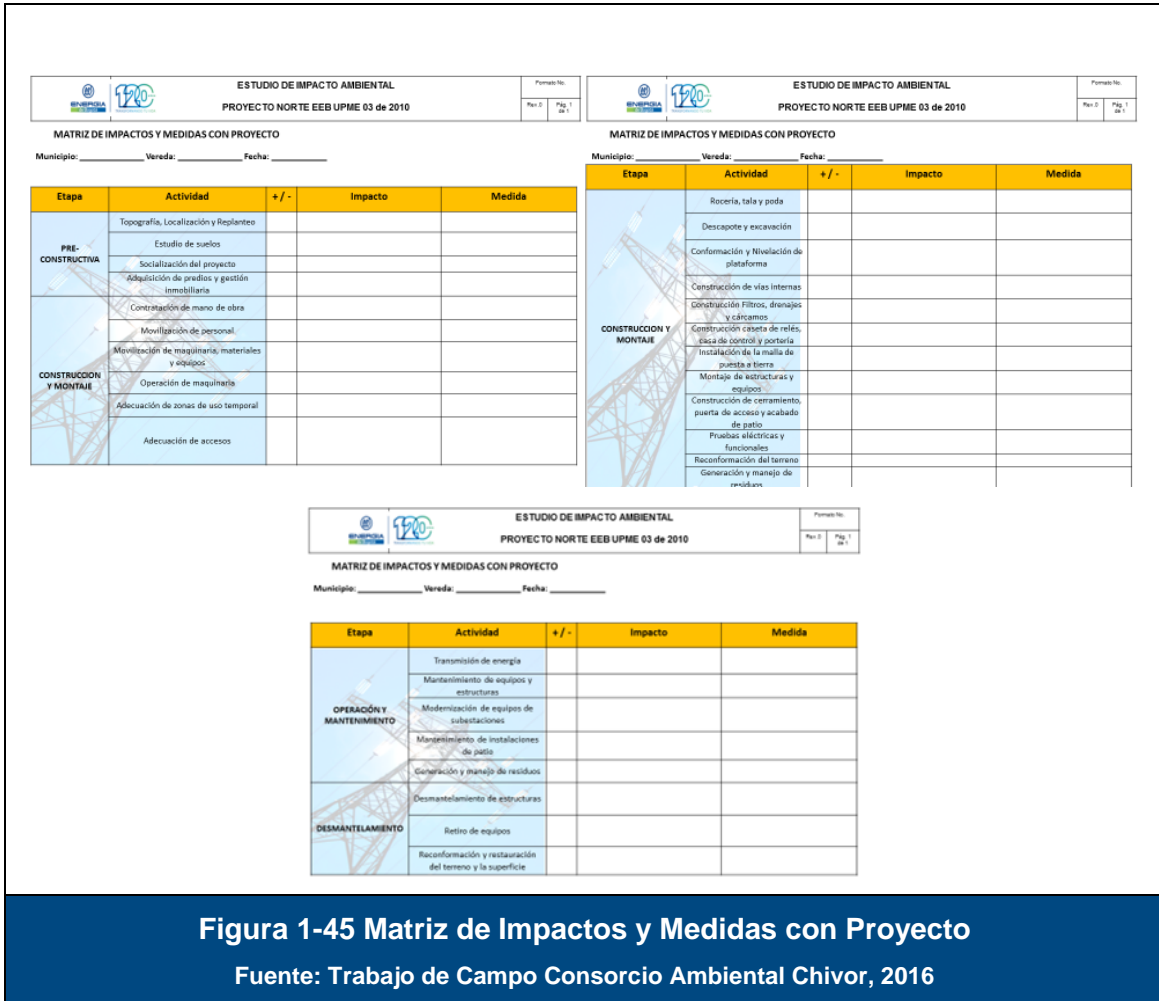 ENERGIA
120
ESTUDIO DE IMPACTO AMBIENTAL
PROYECTO NORTE EEB UPME 03 de 2010
Formato No.
Rev. 0
Pág. 1
de 1
MATRIZ DE IMPACTOS Y MEDIDAS CON PROYECTO
Municipio: ____________ Vereda: ____________ Fecha: __________
Etapa Actividad + / - Impacto Medida
PRE-
CONSTRUCTIVA
Topografía, Localización y Replanteo
Estudio de suelos
Socialización del proyecto
Adquisición de predios y gestión
inmobiliaria
CONSTRUCCION
Y MONTAJE
Contratación de mano de obra
Movilización de personal
Movilización de maquinaria, materiales
y equipos
Operación de maquinaria
Adecuación de zonas de uso temporal
Adecuación de accesos
ENERGIA
120
ESTUDIO DE IMPACTO AMBIENTAL
PROYECTO NORTE EEB UPME 03 de 2010
Formato No.
Rev. 0
Pág. 1
de 1
MATRIZ DE IMPACTOS Y MEDIDAS CON PROYECTO
Municipio: ____________ Vereda: ____________ Fecha: __________
Etapa Actividad + / - Impacto Medida
CONSTRUCCION Y
MONTAJE
Rocería, tala y poda
Descapote y excavación
Conformación y Nivelación de
plataforma
Construcción de vías internas
Construcción Filtros, drenajes
y cárcamos
Construcción caseta de relés,
casa de control y portería
Instalación de la malla de
puesta a tierra
Montaje de estructuras y
equipos
Construcción de cerramiento,
puerta de acceso y acabado
de patio
Pruebas eléctricas y
funcionales
Reconformación del terreno
Generación y manejo de
residuos
ENERGIA
120
ESTUDIO DE IMPACTO AMBIENTAL
PROYECTO NORTE EEB UPME 03 de 2010
Formato No.
Rev. 0
Pág. 1
de 1
MATRIZ DE IMPACTOS Y MEDIDAS CON PROYECTO
Municipio: ____________ Vereda: ____________ Fecha: __________
Etapa Actividad + / - Impacto Medida
OPERACIÓN Y
MANTENIMIENTO
Transmisión de energía
Mantenimiento de equipos y
estructuras
Modernización de equipos de
subestaciones
Mantenimiento de instalaciones
de patio
Generación y manejo de residuos
DESMANTELAMIENTO
Desmantelamiento de estructuras
Retiro de equipos
Reconformación y restauración
del terreno y la superficie
Figura 1-45 Matriz de Impactos y Medidas con Proyecto
Fuente: Trabajo de Campo Consorcio Ambiental Chivor, 2016